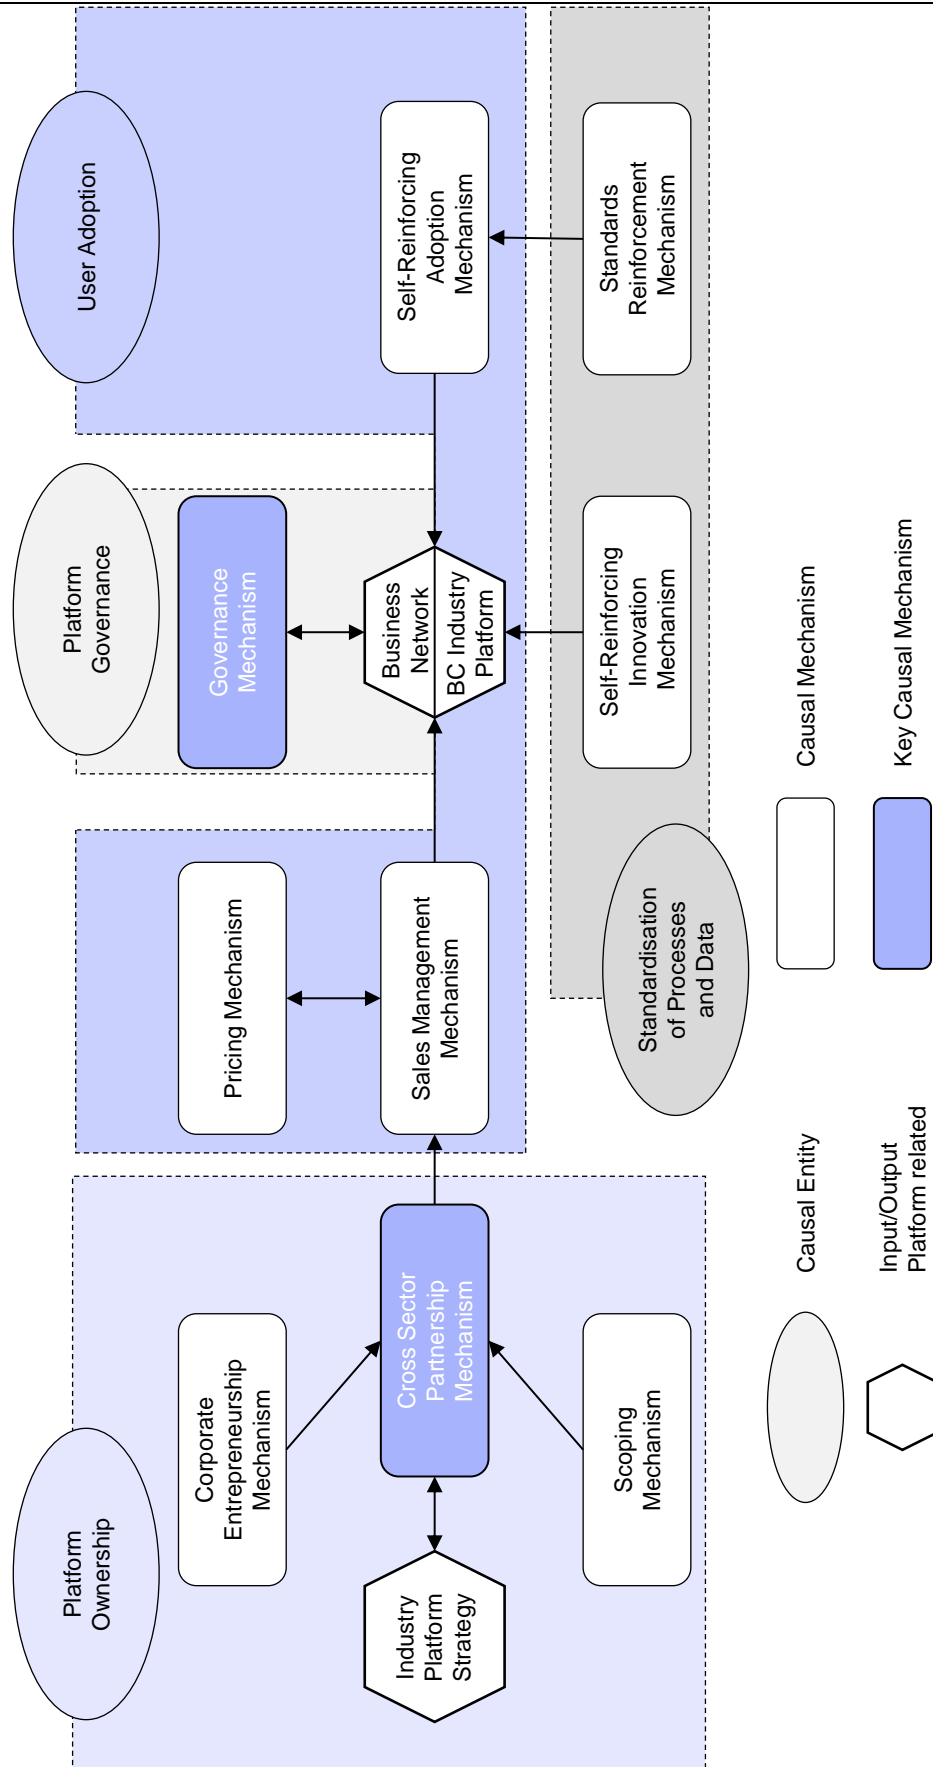 Platform
Ownership
Platform
Governance
User Adoption
Corporate
Entrepreneurship
Mechanism
Pricing Mechanism
Governance
Mechanism
Industry
Platform
Strategy
Cross Sector
Partnership
Mechanism
Sales Management
Mechanism
Business
Network
BC Industry
Platform
Self-Reinforcing
Adoption
Mechanism
Scoping
Mechanism
Standardisation
of Processes
and Data
Self-Reinforcing
Innovation
Mechanism
Standards
Reinforcement
Mechanism
Causal Entity
Causal Mechanism
Input/Output
Platform related
Key Causal Mechanism